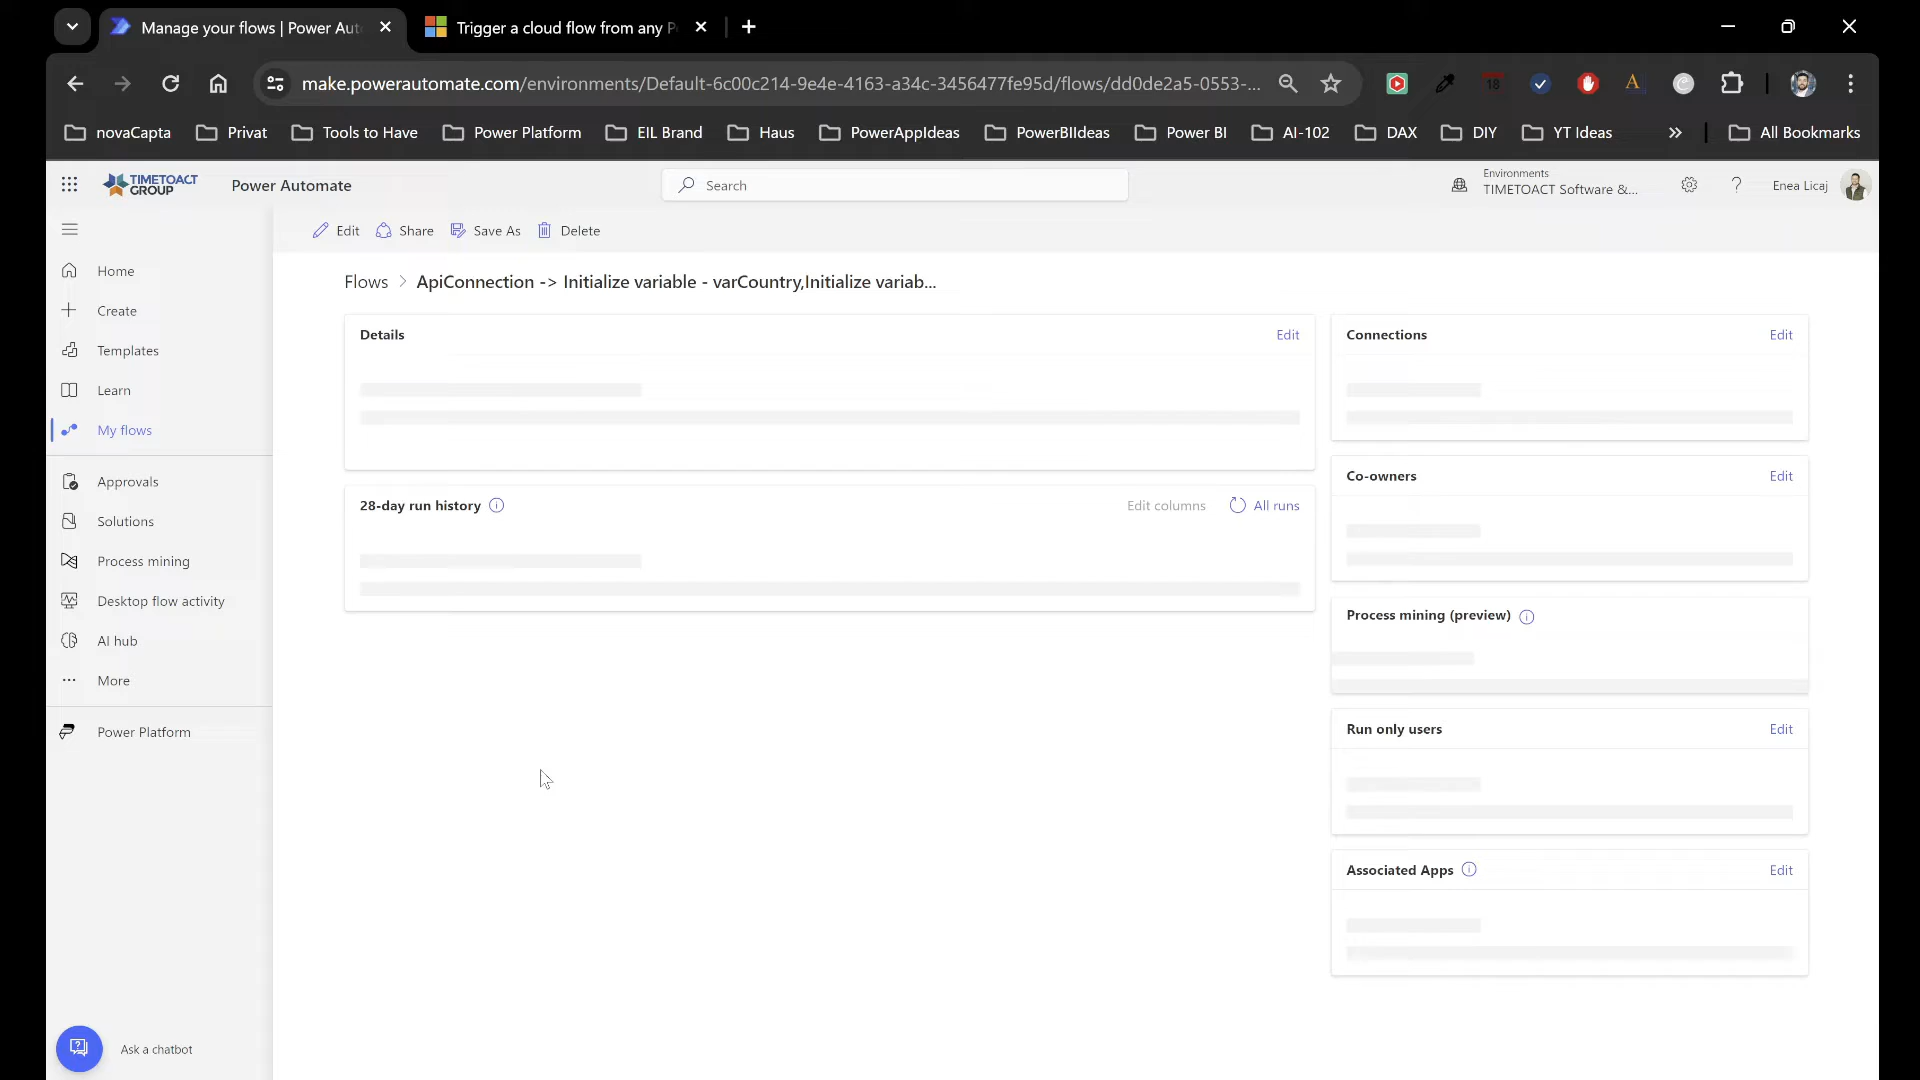 Manage your flows | Power Aut
Trigger a cloud flow from any P
make.powerautomate.com/environments/Default-6c00c214-9e4e-4163-a34c-3456477fe95d/flows/dd0de2a5-0553-...
18
A
novaCapta
Privat
Tools to Have
Power Platform
EIL Brand
Haus
PowerAppIdeas
PowerBIIdeas
Power BI
AI-102
DAX
DIY
YT Ideas
All Bookmarks
TIMETOACT
GROUP
Power Automate
Search
Environments
TIMETOACT Software &...
Enea Licaj
Edit
Share
Save As
Delete
Home
Create
Templates
Learn
My flows
Approvals
Solutions
Process mining
Desktop flow activity
AI hub
More
Power Platform
Ask a chatbot
Flows > ApiConnection -> Initialize variable - varCountry,Initialize variab...
Details
Edit
28-day run history
Edit columns
All runs
Connections
Edit
Co-owners
Edit
Process mining (preview)
Run only users
Edit
Associated Apps
Edit